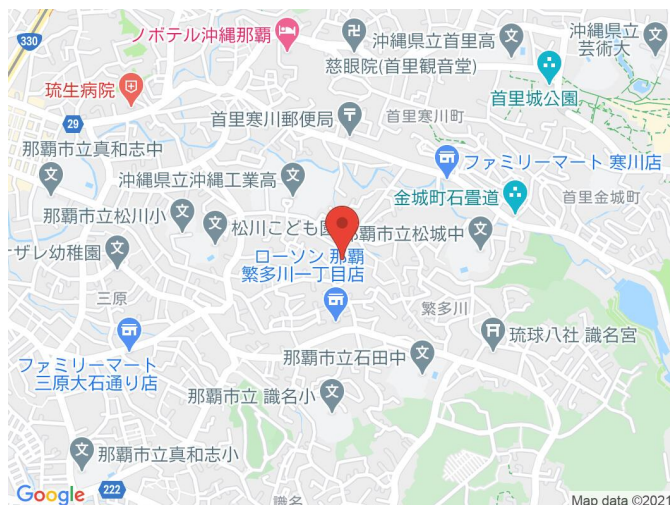 330
ノボテル沖縄那覇
沖縄県立首里高
沖縄県立
芸術大
慈眼院(首里観音堂)
琉生病院
首里城公園
29
首里寒川町
首里寒川郵便局
那覇市立真和志中
ファミリーマート 寒川店
沖縄県立沖縄工業高
金城町石畳道
首里金城町
那覇市立松川小
松川こども園
那覇市立松城中
ナザレ幼稚園
ローソン 那覇
繁多川一丁目店
三原
繁多川
琉球八社 識名宮
ファミリーマート
三原大石通り店
那覇市立石田中
那覇市立 識名小
那覇市立真和志小
222
識名
Google
Map data ©2021